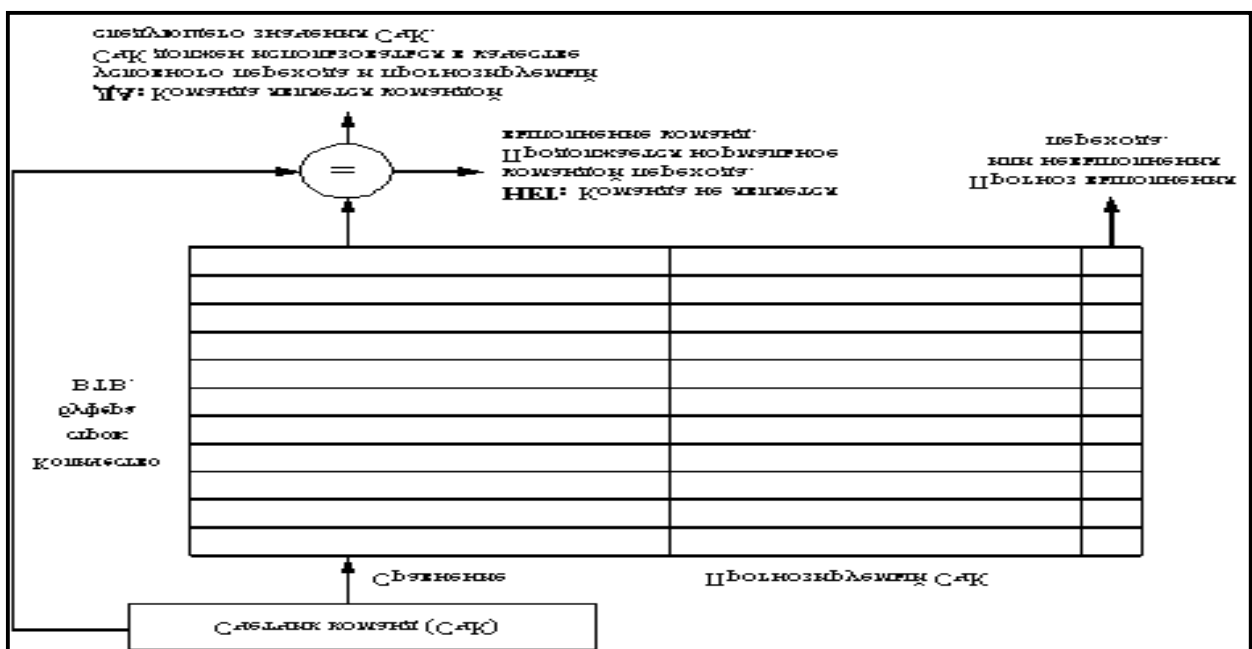 Счетчик команд (СчК)
Сравнение
Прогнозируемый СчК
Количество
строк
буфера
BTB.
=
НЕТ: Команда не является
командой перехода.
Продолжается нормальное
выполнение команд.
Прогноз выполнения
или невыполнения
перехода.
ДА: Команда является командой
условного перехода и прогнозируемый
СчК должен использоваться в качестве
следующего значения СчК.